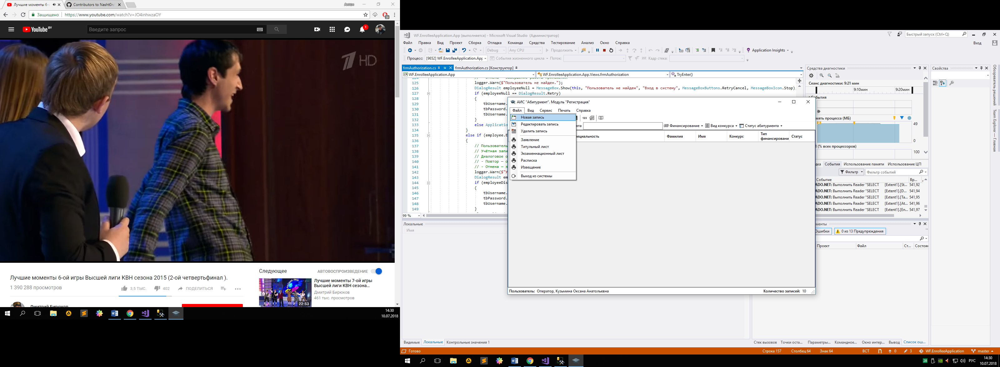 Лучшие моменты 6-
Contributors to Nasht0n/
Антон
Защищено
https://www.youtube.com/watch?v=JO4inhwzaOY
28
YouTube BY
Введите запрос
1
HD
Лучшие моменты 6-ой игры Высшей лиги КВН сезона 2015 (2-ой четвертьфинал ).
1 390 288 просмотров
3,5 ТЫС.
402
ПОДЕЛИТЬСЯ
Дмитрий Бирюков
Следующее
АВТОВОСПРОИЗВЕДЕНИЕ
Лучшие моменты 7-ой игры
Высшей лиги КВН сезона...
Дмитрий Бирюков
461 тыс. просмотров
22:53
14:30
10.07.2018
WF.EnrolleeApplication.App (выполняется) - Microsoft Visual Studio (Администратор)
Быстрый запуск (Ctrl+Q)
Файл Правка Вид Проект Сборка Отладка Команда Средства Тестирование Анализ Окно Справка
Вход
Debug Any CPU Продолжить Application Insights
Процесс: [9652] WF.EnrolleeApplication.App События жизненного цикла Поток: Кадр стека:
frmAuthorization.cs frmAuthorization.cs [Конструктор]
WF.EnrolleeApplication.App WF.EnrolleeApplication.App.Views.frmAuthorization TryEnter()
124 // - Отмена — завершение работы приложения
125 logger.Warn($"Пользователь не найден.");
126 DialogResult employeeNull = MessageBox.Show(this, "Пользователь не найден", "Вход в систему", MessageBoxButtons.RetryCancel, MessageBoxIcon.Stop)
127 if (employeeNull == DialogResult.Retry)
128 {
129 tbUsername.
130 tbPassword.
131 tbUsername.
132 }
133 else Applicatio
134 }
135 else if (employee.E
136 {
137 // Пользователь
138 // Учётная запи
139 // Диалоговое о
140 // - Повтор — о
141 // - Отмена — з
142 logger.Warn($"У
143 DialogResult em
144 if (employeeDis
145 {
146 tbUsername.
147 tbPassword.
148 tbUsername.
149 }
99 %
Локальные
Имя
АИС "Абитуриент". Модуль "Регистрация"
Файл Вид Сервис Печать Справка
Новая запись
Редактировать запись
Удалить запись
Заявление
Титульный лист
Экзаменнационный лист
Расписка
Извещение
Выход из системы
123
нта Финансирование Вид конкурса Статус абитуриента
пециальность Фамилия Имя Конкурс Тип финансировани Статус
Пользователь: Оператор, Кузьмина Оксана Анатольевна
Количество записей: 10
Средства диагностики
Сеанс диагностики: 9:21 мин
9:10мин 9:20мин
События
мять процесса (МБ)
49
0
(% всех процессоров)
100
дка События Использование памяти Использование ЦП
Фильтр Фильтр событий
Событие Вр...
ADO.NET: Выполнить Reader "SELECT [Extent1].[St... 541,92
ADO.NET: Выполнить Reader "SELECT [Extent1].[D... 541,94
ADO.NET: Выполнить Reader "SELECT [Extent1].[Ta... 541,95
ADO.NET: Выполнить Reader "SELECT [Extent1].[At... 541,96
ADO.NET: Выполнить Reader "SELECT [Extent1].[En... 541,97
менты
Ошибки 0 из 13 Предупреждения
Проект Файл Ст... Состоян
Свойства
Обозреватель решений
Team Explorer — Главная
Видимые Локальные Контрольные значения 1
Стек вызовов Точки оста... Параметры... Командное... Окно интер... Вывод Список ош...
Готово
Строка 157 Столбец 64 Знак 64 ВСТ 0 3 WF.EnrolleeApplication master
28
РУС
14:30
10.07.2018